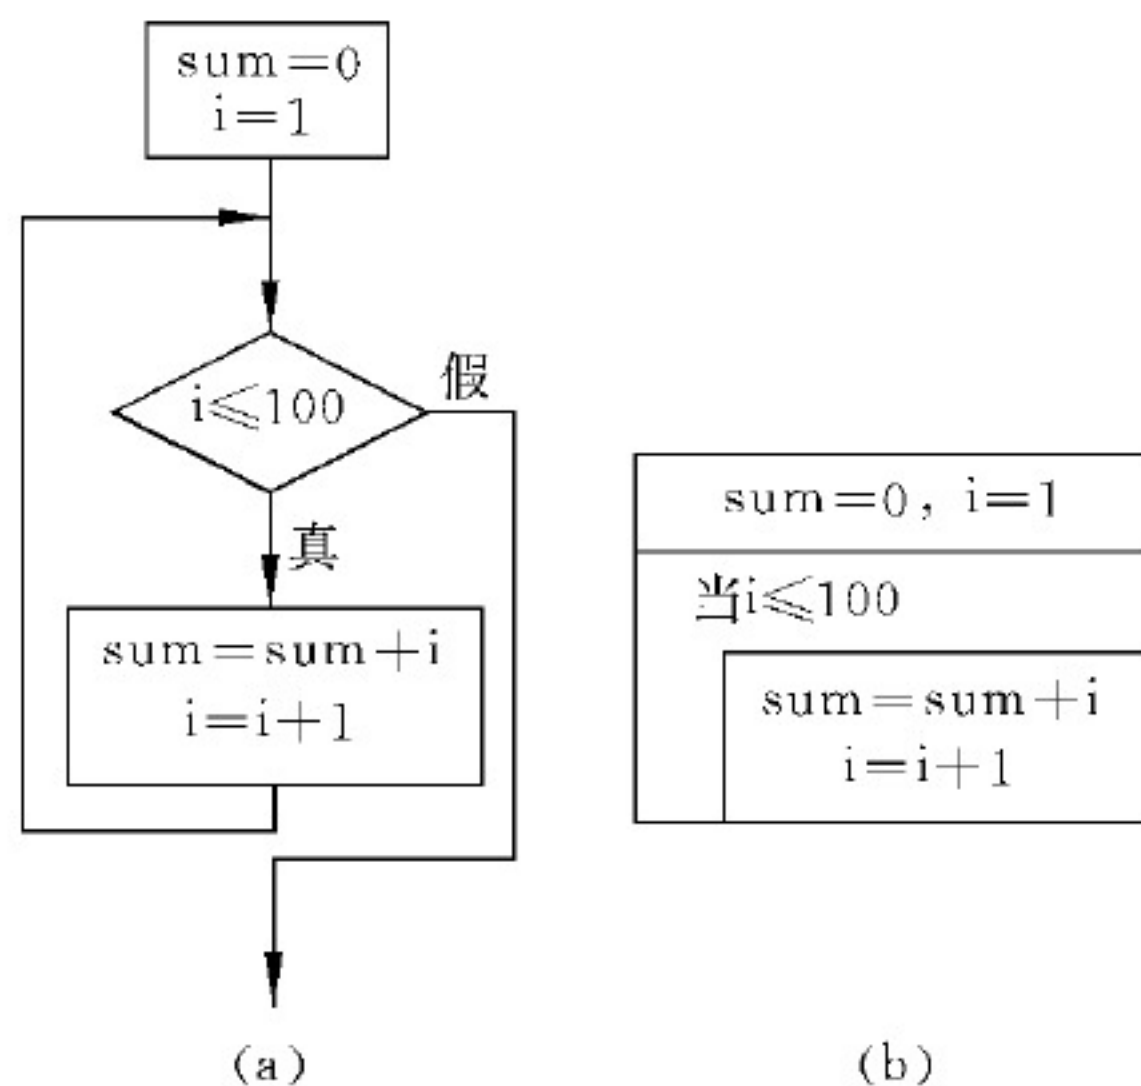 sum=0
i=1
i≤100
假
真
sum=sum+i
i=i+1
(a)
sum=0, i=1
当i≤100
sum=sum+i
i=i+1
(b)